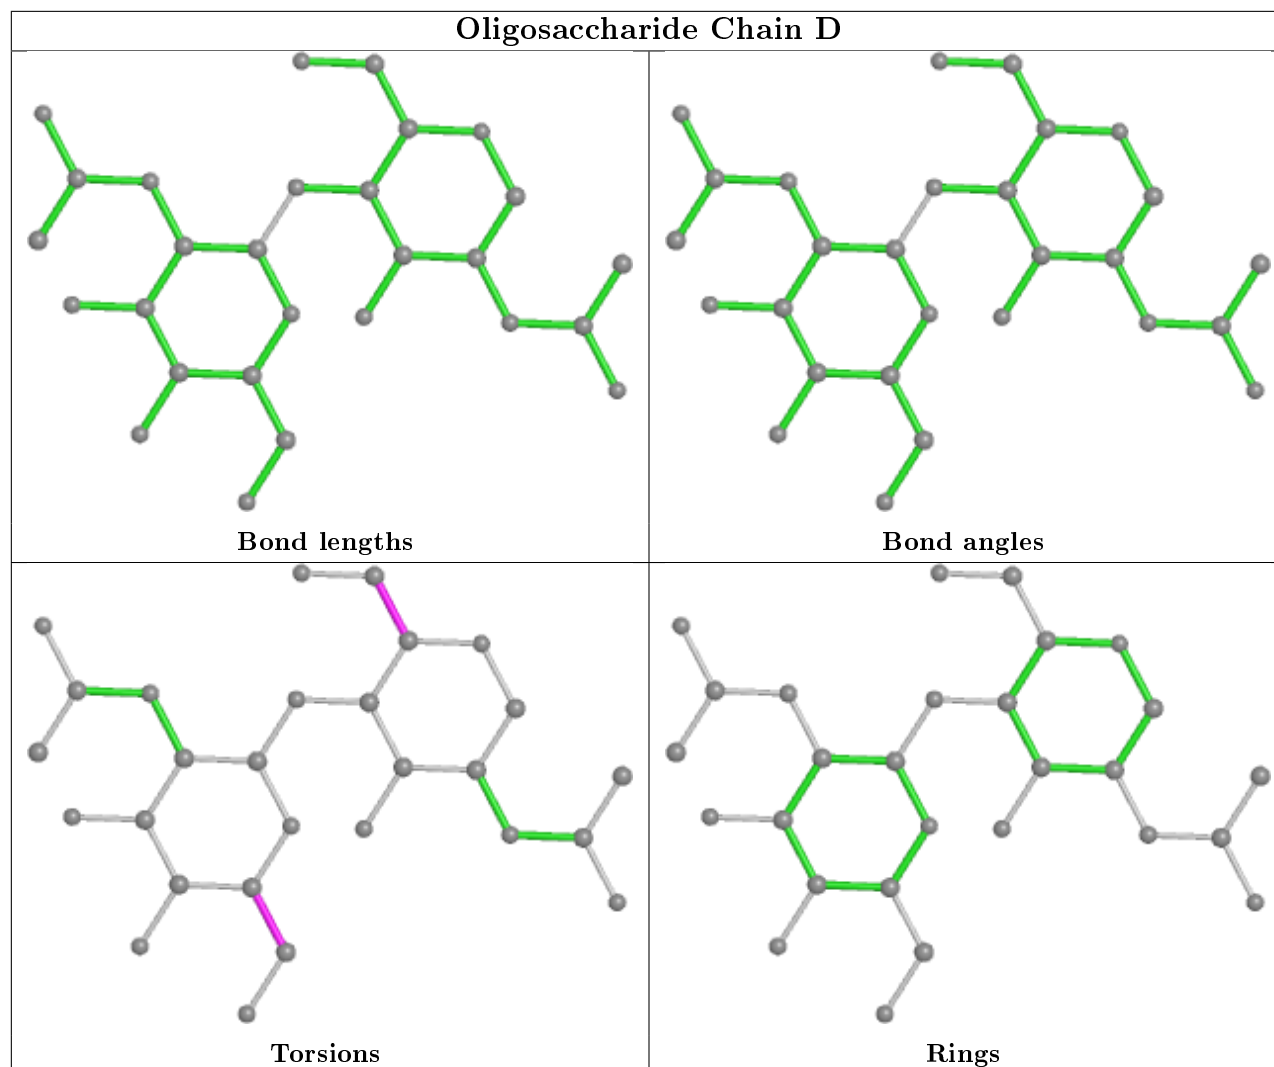 Oligosaccharide Chain D
Bond lengths
Bond angles
Torsions
Rings